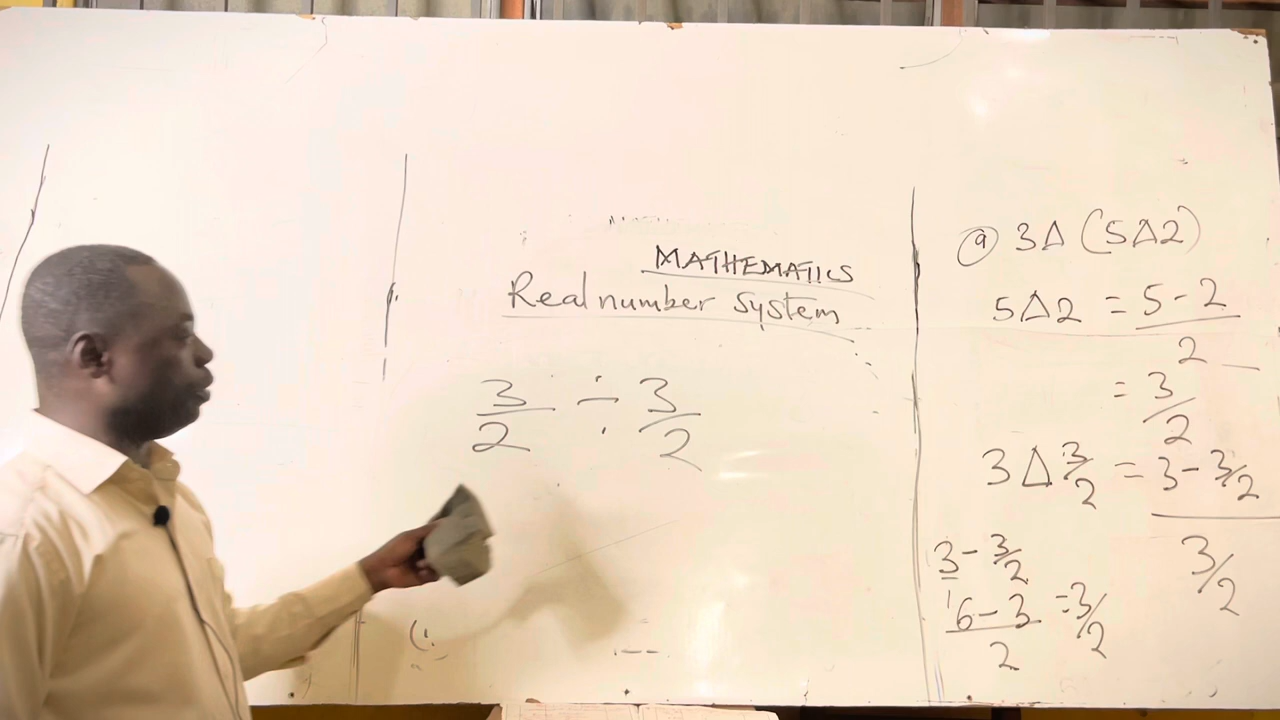 MATHEMATICS
Real number system
3/2 ÷ 3/2
(a) 3Δ(5Δ2)
5Δ2 = 5-2
2
= 3/2
3Δ3/2 = 3-3/2
3/2
3-3/2
1
6-3 = 3/2
2